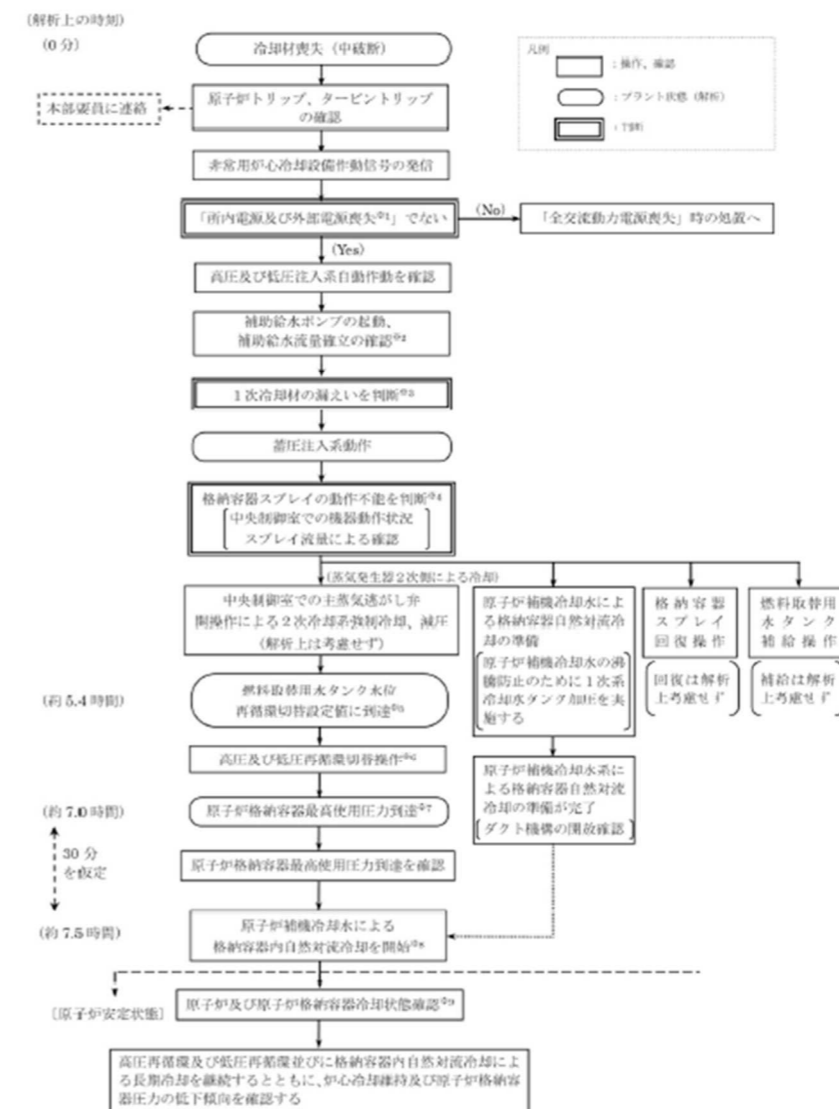 (解析上の時刻)
(0 分)
冷却材喪失(中破断)
凡例
：操作、確認
：プラント状態(解析)
：判断
本部要員に連絡
原子炉トリップ、タービントリップ
の確認
非常用炉心冷却設備作動信号の発信
「所内電源及び外部電源喪失※1」でない
(No)
「全交流動力電源喪失」時の処置へ
(Yes)
高圧及び低圧注入系自動作動を確認
補助給水ポンプの起動、
補助給水流量確立の確認※2
1次冷却材の漏えいを判断※3
蓄圧注入系動作
格納容器スプレイの動作不能を判断※4
中央制御室での機器動作状況
スプレイ流量による確認
(蒸気発生器2次側による冷却)
中央制御室での主蒸気逃がし弁
開操作による2次冷却系強制冷却、減圧
(解析上は考慮せず)
原子炉補機冷却水によ
る格納容器自然対流冷
却の準備
原子炉補機冷却水の沸
騰防止のために1次系
冷却水タンク加圧を実
施する
格納容器
スプレイ
回復操作
回復は解析
上考慮せず
燃料取替用
水タンク
補給操作
補給は解析
上考慮せず
(約 5.4 時間)
燃料取替用水タンク水位
再循環切替設定値に到達※5
高圧及び低圧再循環切替操作※6
原子炉補機冷却水系に
よる格納容器自然対流
冷却の準備が完了
ダクト機構の開放確認
(約 7.0 時間)
原子炉格納容器最高使用圧力到達※7
30 分
を仮定
原子炉格納容器最高使用圧力到達を確認
(約 7.5 時間)
原子炉補機冷却水による
格納容器内自然対流冷却を開始※8
[原子炉安定状態]
原子炉及び原子炉格納容器冷却状態確認※9
高圧再循環及び低圧再循環並びに格納容器内自然対流冷却によ
る長期冷却を継続するとともに、炉心冷却維持及び原子炉格納容
器圧力の低下傾向を確認する